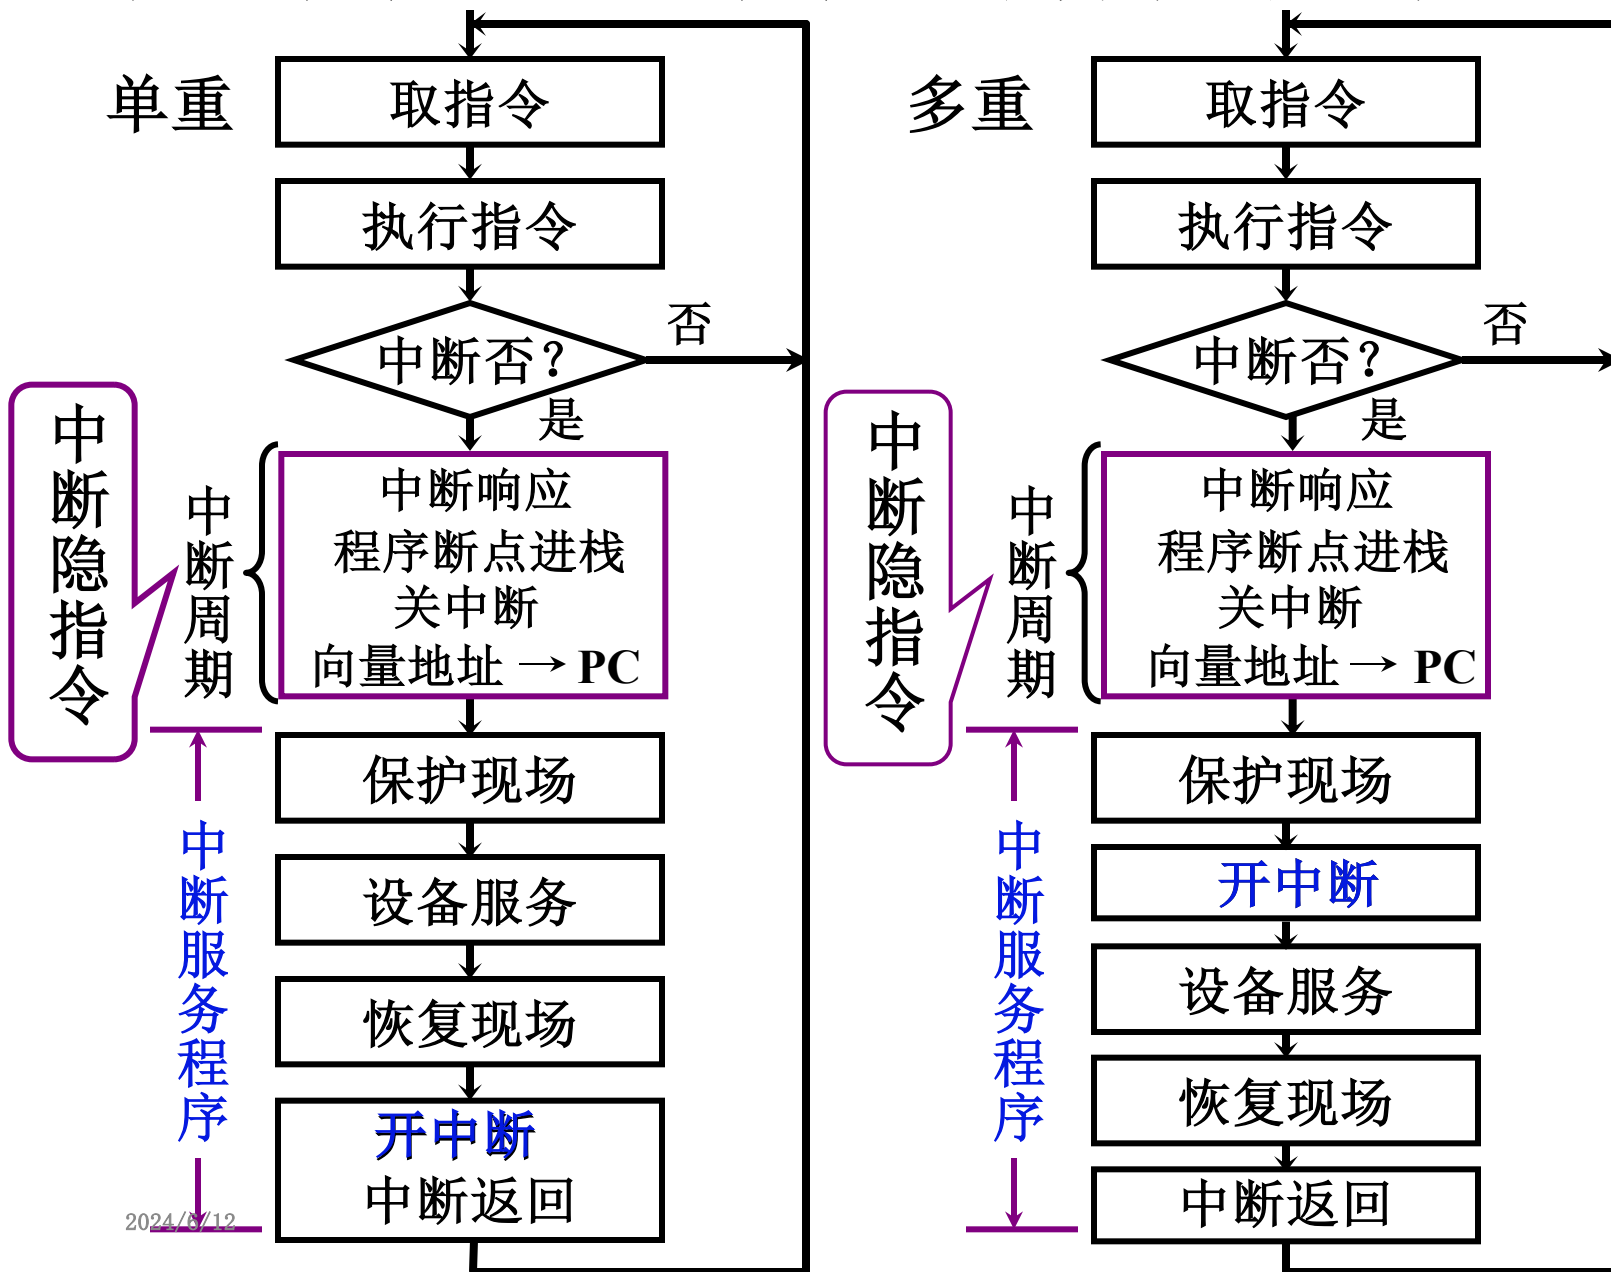 单重
取指令
执行指令
中断否？
否
是
中断隐指令
中断周期
中断响应
程序断点进栈
关中断
向量地址 → PC
中断服务程序
保护现场
设备服务
恢复现场
开中断
中断返回
2024/6/12
多重
取指令
执行指令
中断否？
否
是
中断隐指令
中断周期
中断响应
程序断点进栈
关中断
向量地址 → PC
中断服务程序
保护现场
开中断
设备服务
恢复现场
中断返回